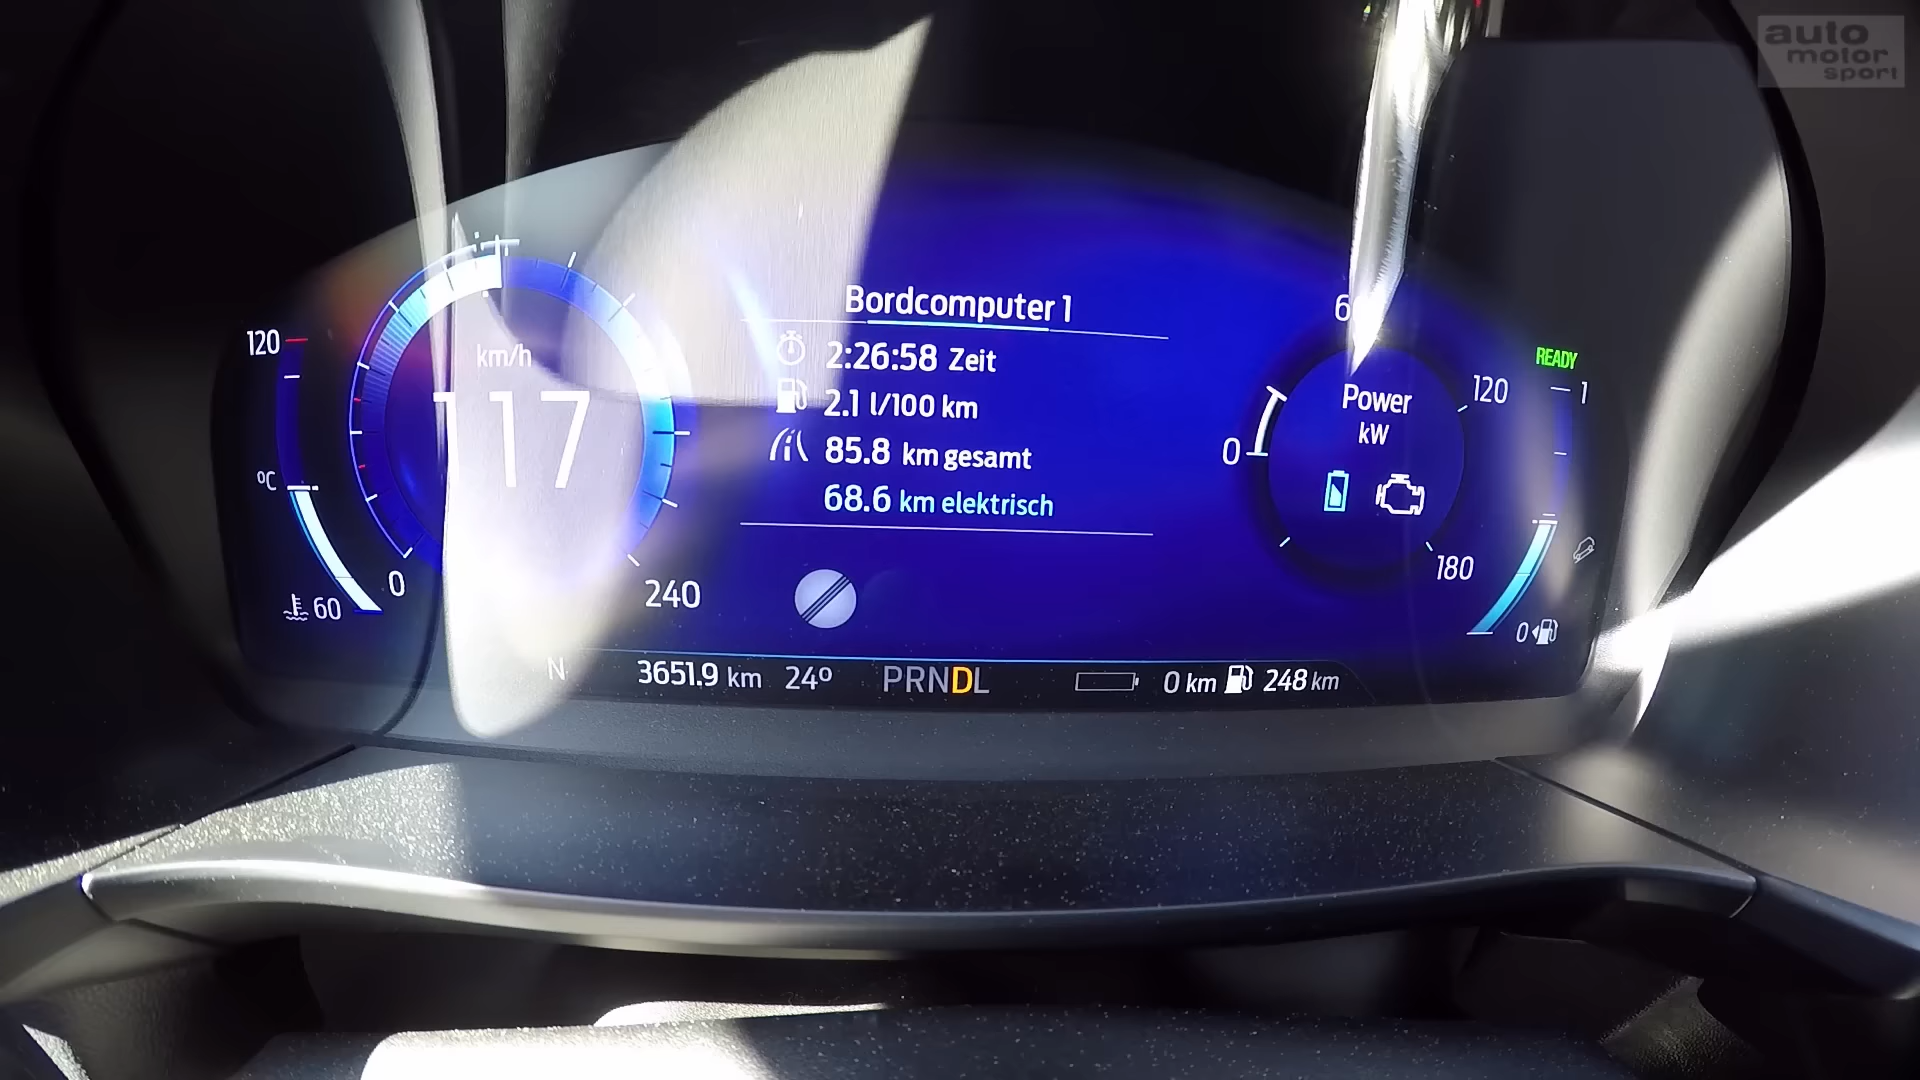 auto
motor
sport
Bordcomputer 1
2:26:58 Zeit
2.1 l/100 km
85.8 km gesamt
68.6 km elektrisch
120
°C
60
km/h
117
0
240
Power
kW
0
120
180
READY
1
0
N
3651.9 km
24°
PRNDL
0 km
248 km